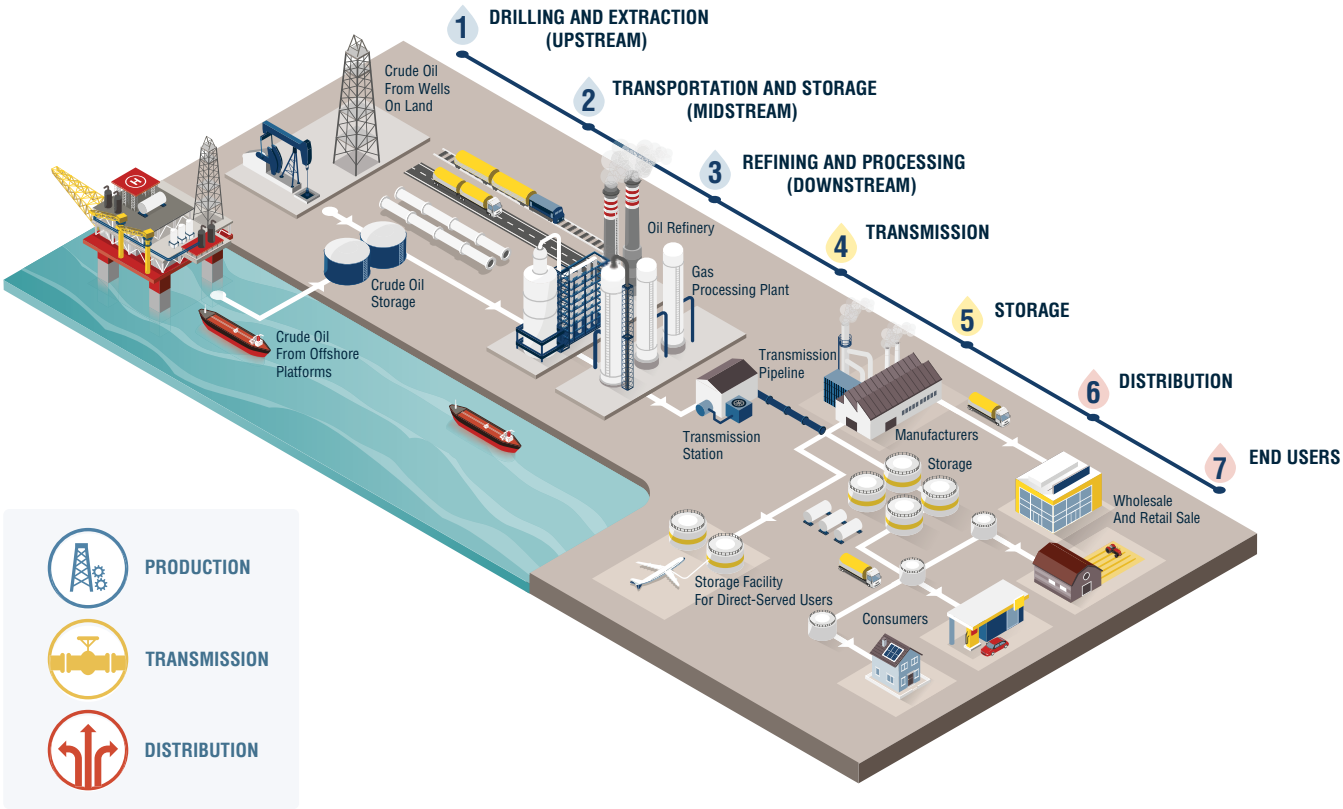 1
DRILLING AND EXTRACTION
(UPSTREAM)
2
TRANSPORTATION AND STORAGE
(MIDSTREAM)
3
REFINING AND PROCESSING
(DOWNSTREAM)
4
TRANSMISSION
5
STORAGE
6
DISTRIBUTION
7
END USERS
Crude Oil
From Wells
On Land
H
Crude Oil
Storage
Crude Oil
From Offshore
Platforms
Oil Refinery
Gas
Processing Plant
Transmission
Pipeline
Transmission
Station
Manufacturers
Storage
Wholesale
And Retail Sale
Storage Facility
For Direct-Served Users
Consumers
PRODUCTION
TRANSMISSION
DISTRIBUTION